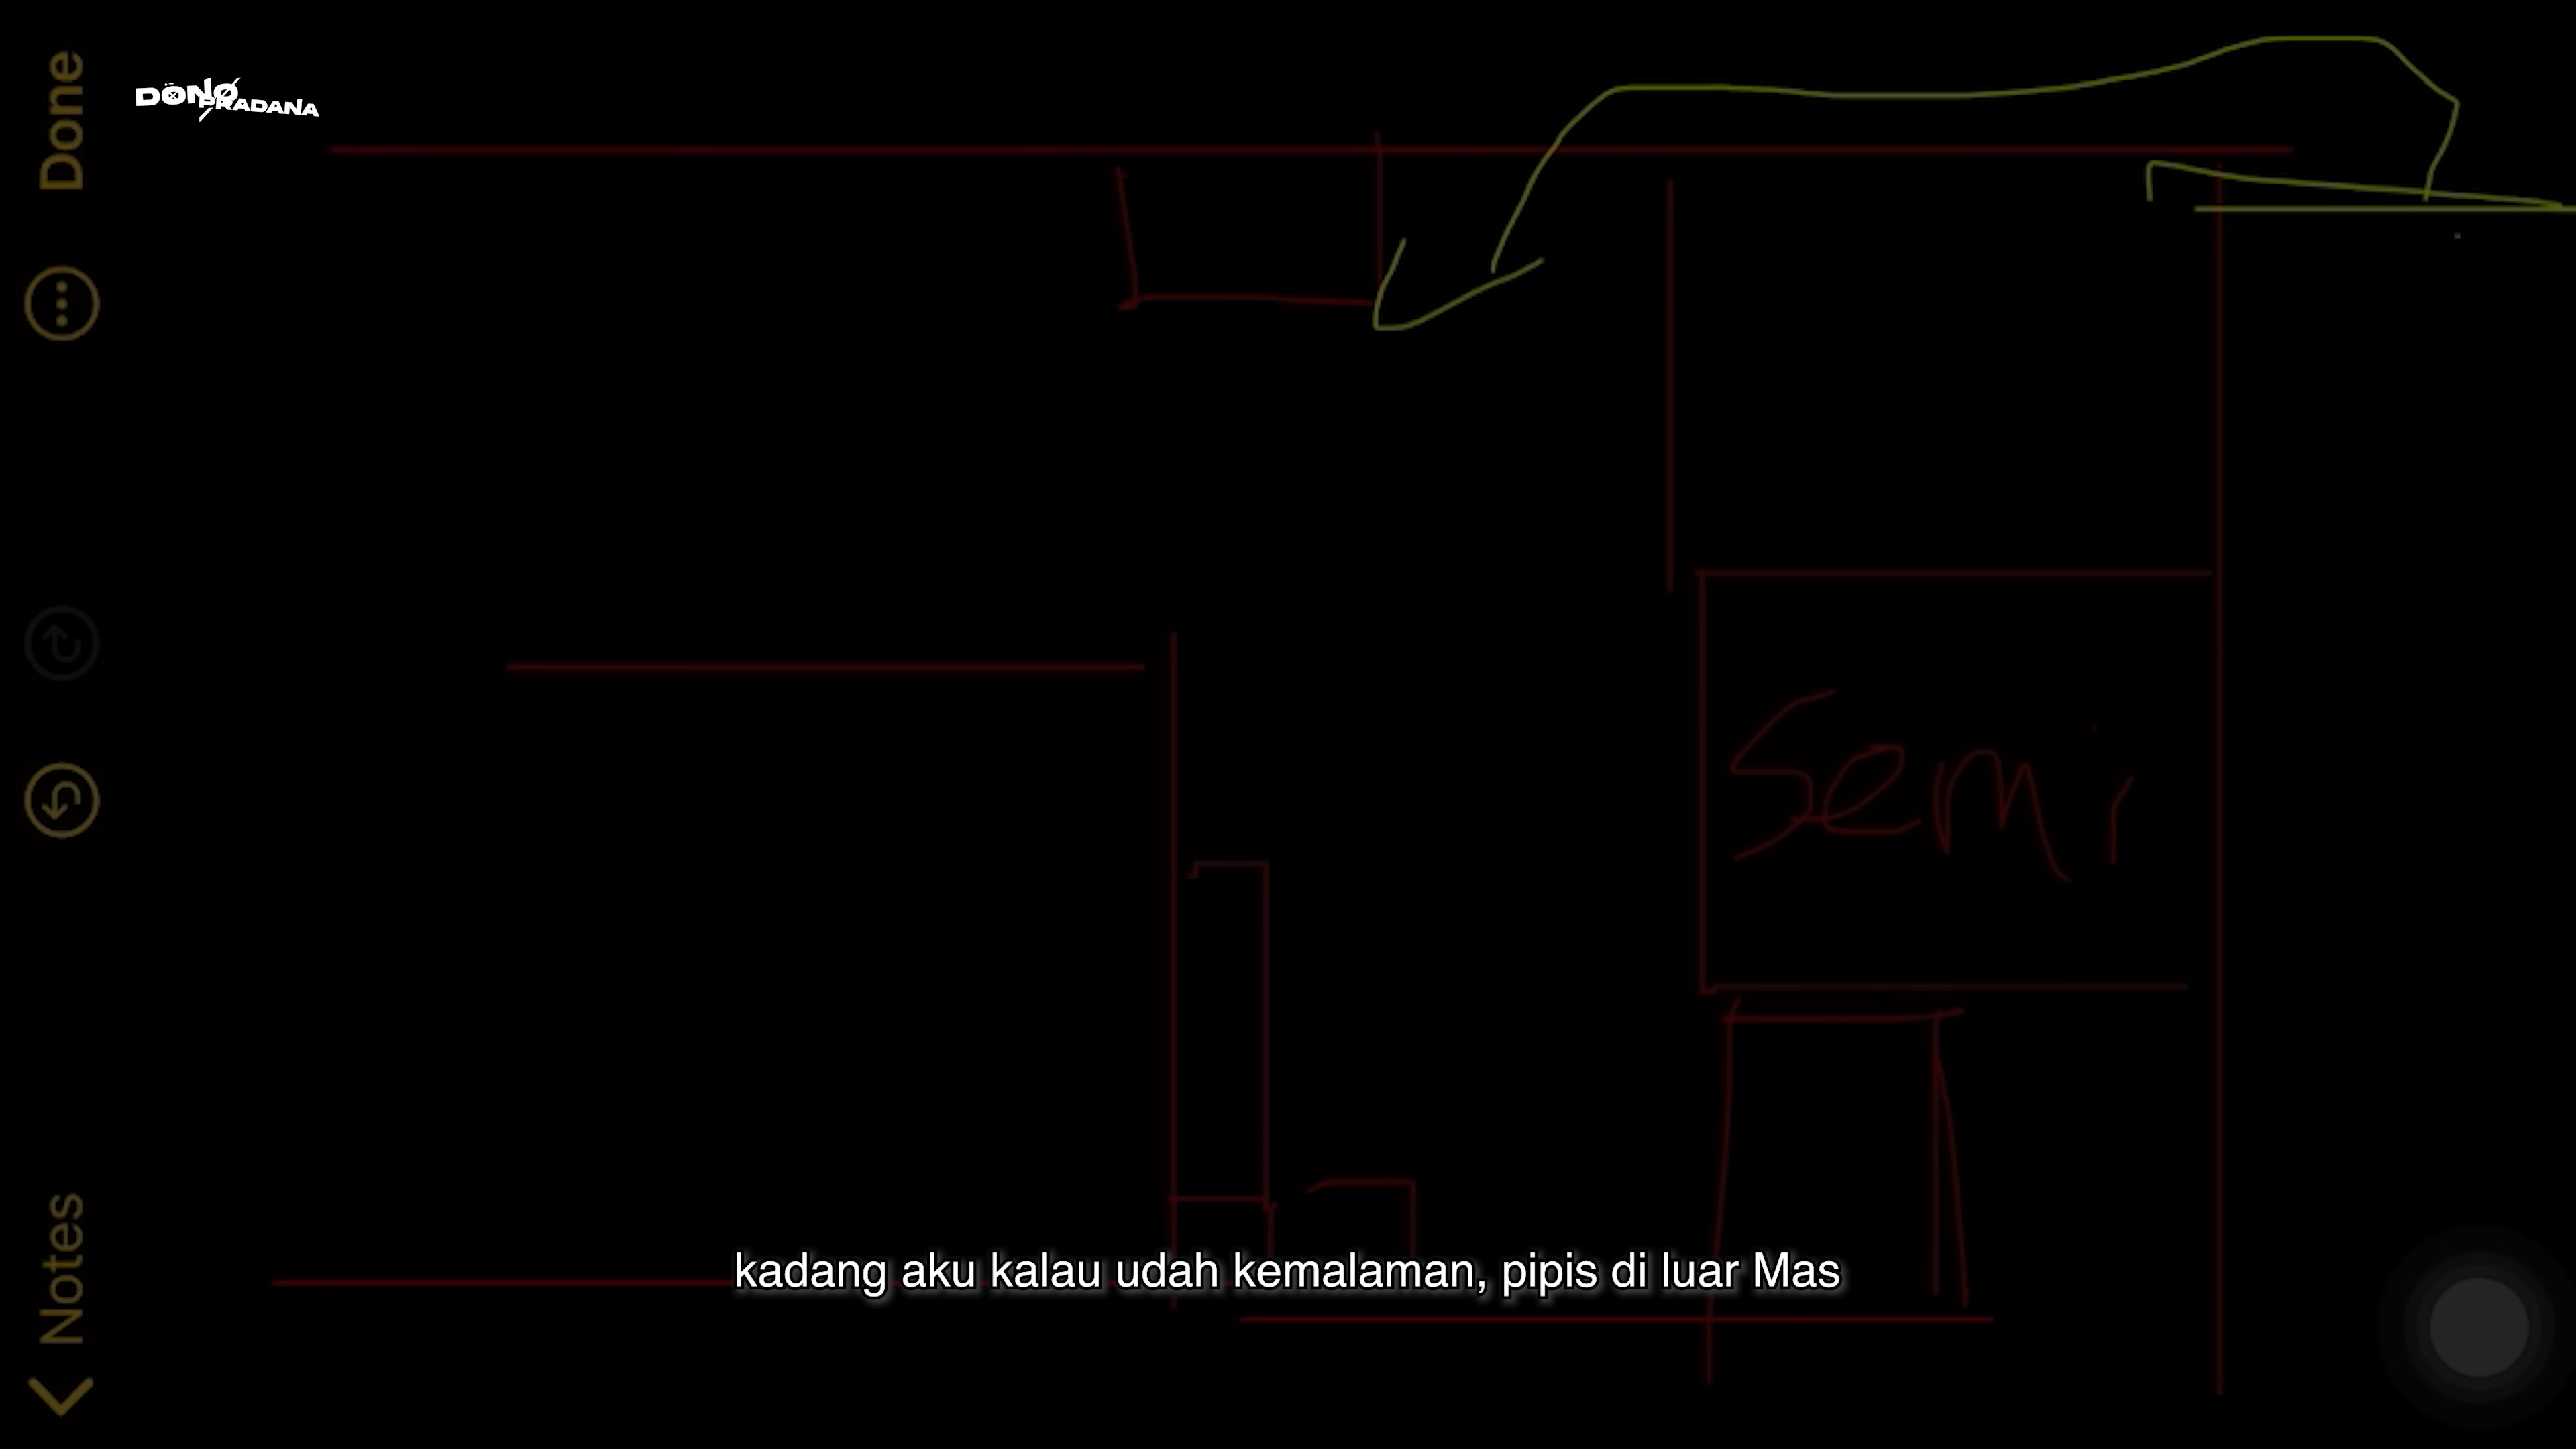 Done
DONO
PRADANA
Semi
kadang aku kalau udah kemalaman, pipis di luar Mas
Notes